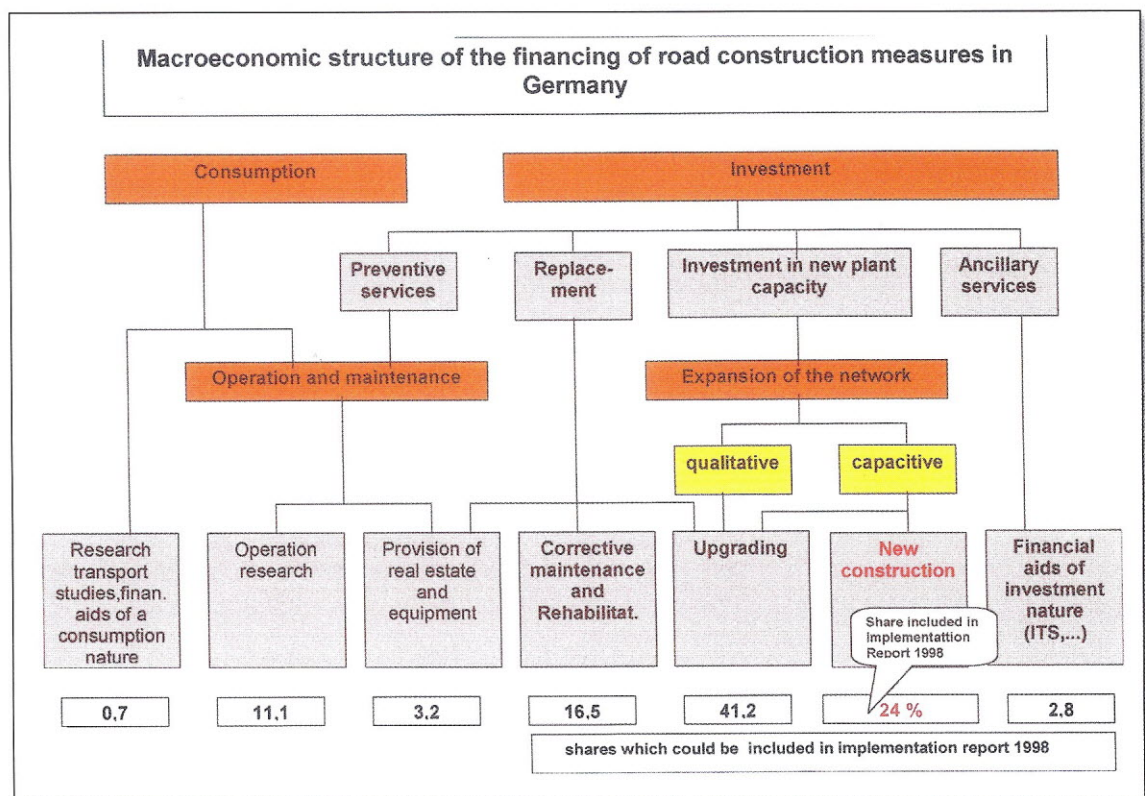 Macroeconomic structure of the financing of road construction measures in
Germany
Consumption
Investment
Preventive
services
Replace-
ment
Investment in new plant
capacity
Ancillary
services
Operation and maintenance
Expansion of the network
qualitative
capacitive
Research
transport
studies,finan.
aids of a
consumption
nature
Operation
research
Provision of
real estate
and
equipment
Corrective
maintenance
and
Rehabilitat.
Upgrading
New
construction
Financial
aids of
investment
nature
(ITS,...)
Share included in
Implementattion
Report 1998
0,7
11,1
3,2
16,5
41,2
24 %
2,8
shares which could be included in implementation report 1998